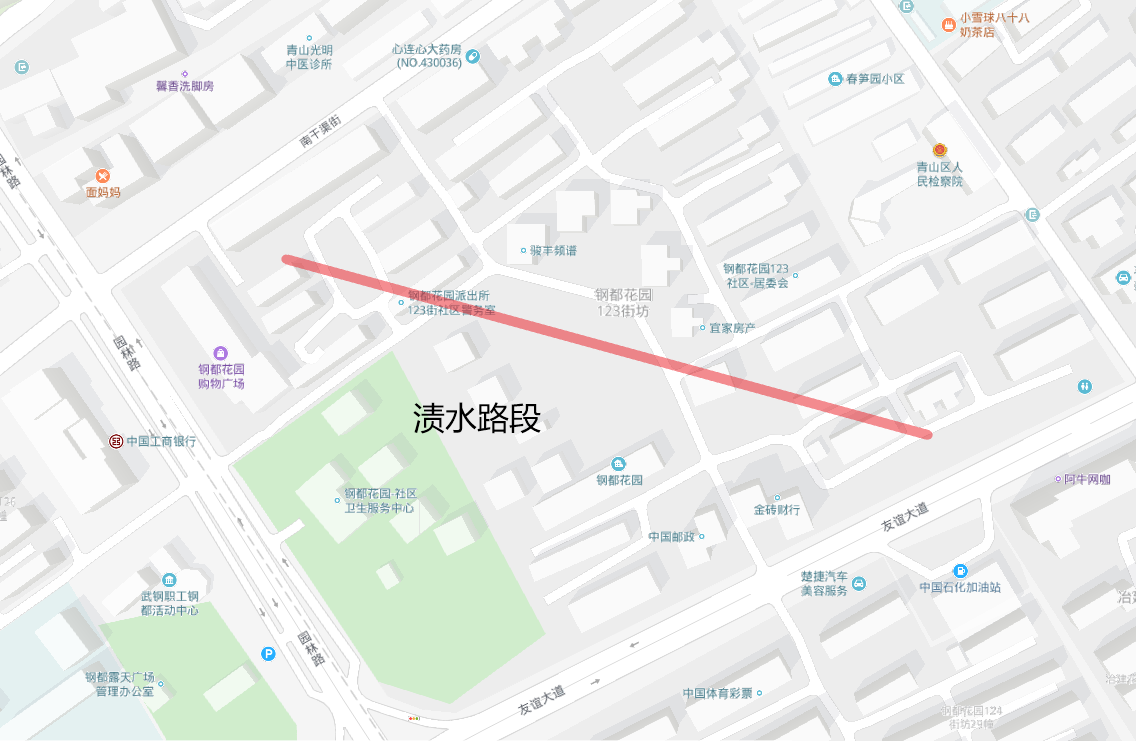 小雪球八十八
奶茶店
青山光明
中医诊所
心连心大药房
(NO.430036)
馨香洗脚房
春笋园小区
南干渠街
园林路
面妈妈
青山区人
民检察院
骏丰频谱
钢都花园123
社区-居委会
钢都花园派出所
123街社区警务室
钢都花园
123街坊
宜家房产
园林路
钢都花园
购物广场
渍水路段
中国工商银行
钢都花园
钢都花园·社区
卫生服务中心
阿牛网咖
金砖财行
友谊大道
中国邮政
武钢职工钢
都活动中心
楚捷汽车
美容服务
中国石化加油站
园林路
P
钢都露天广场
管理办公室
友谊大道
中国体育彩票
钢都花园124
街坊29幢